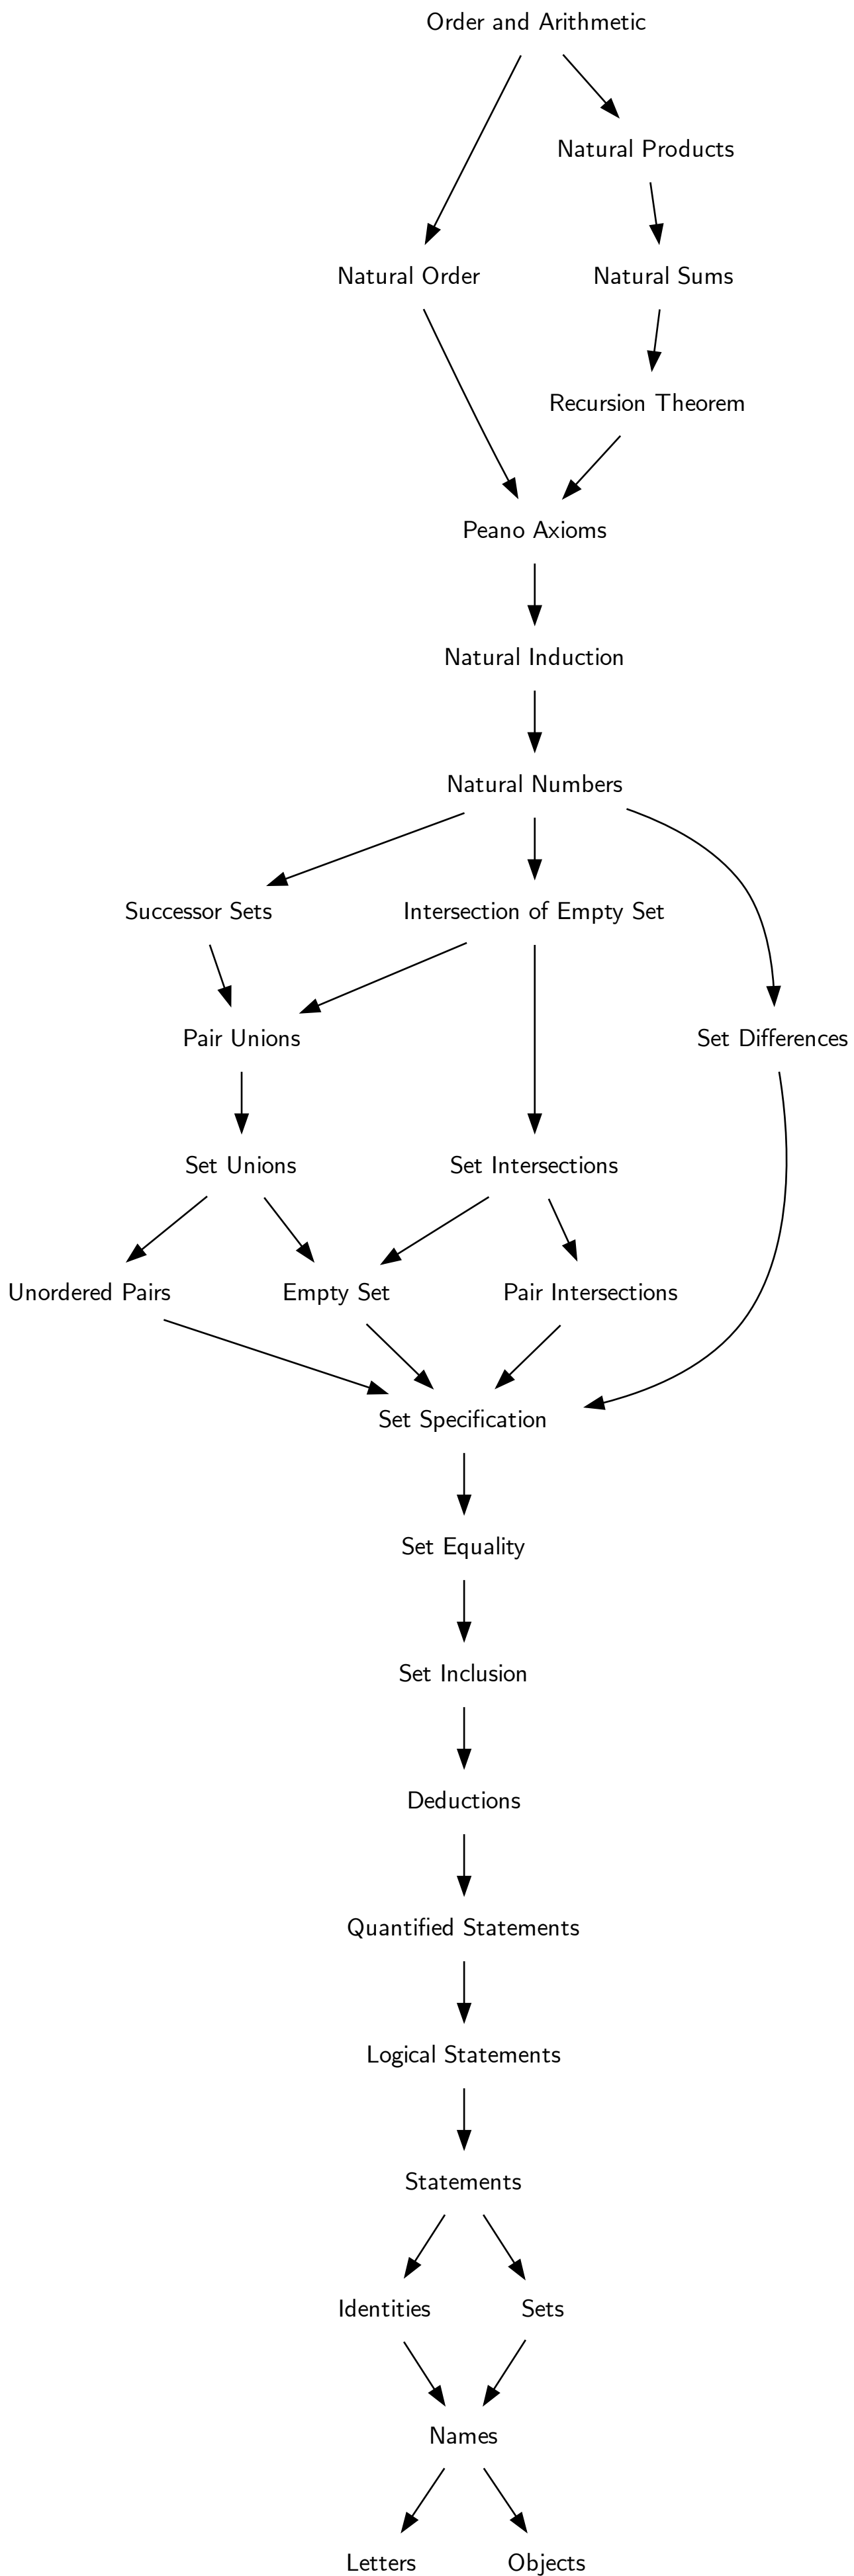 Order and Arithmetic
Natural Products
Natural Order
Natural Sums
Recursion Theorem
Peano Axioms
Natural Induction
Natural Numbers
Successor Sets
Intersection of Empty Set
Pair Unions
Set Differences
Set Unions
Set Intersections
Unordered Pairs
Empty Set
Pair Intersections
Set Specification
Set Equality
Set Inclusion
Deductions
Quantified Statements
Logical Statements
Statements
Identities
Sets
Names
Letters
Objects